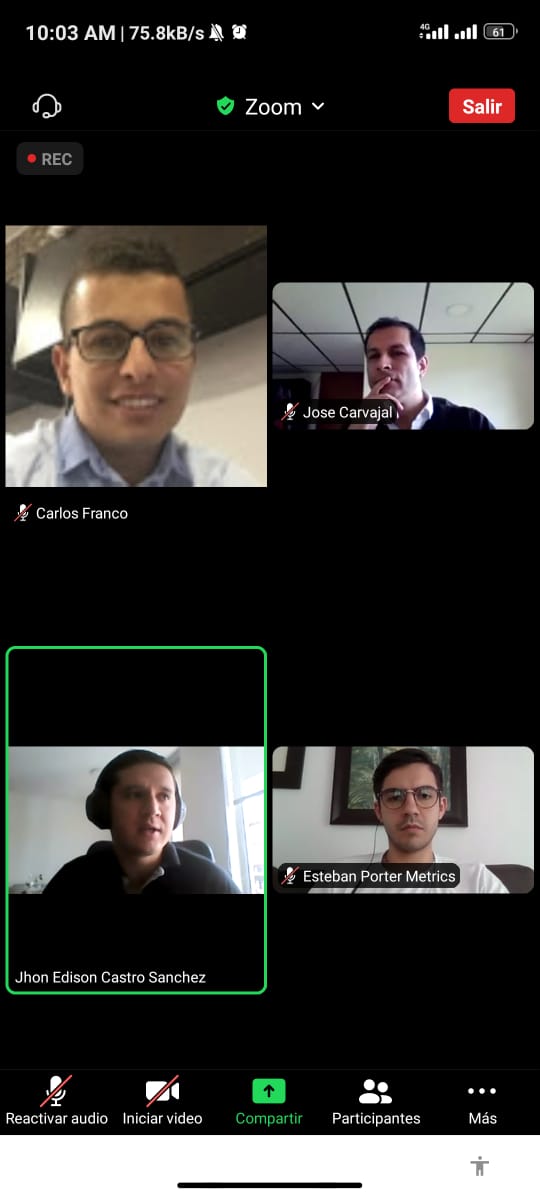 10:03 AM | 75.8kB/s
4G
61
Zoom
Salir
REC
Jose Carvajal
Carlos Franco
Esteban Porter Metrics
Jhon Edison Castro Sanchez
Reactivar audio
Iniciar video
Compartir
Participantes
Más